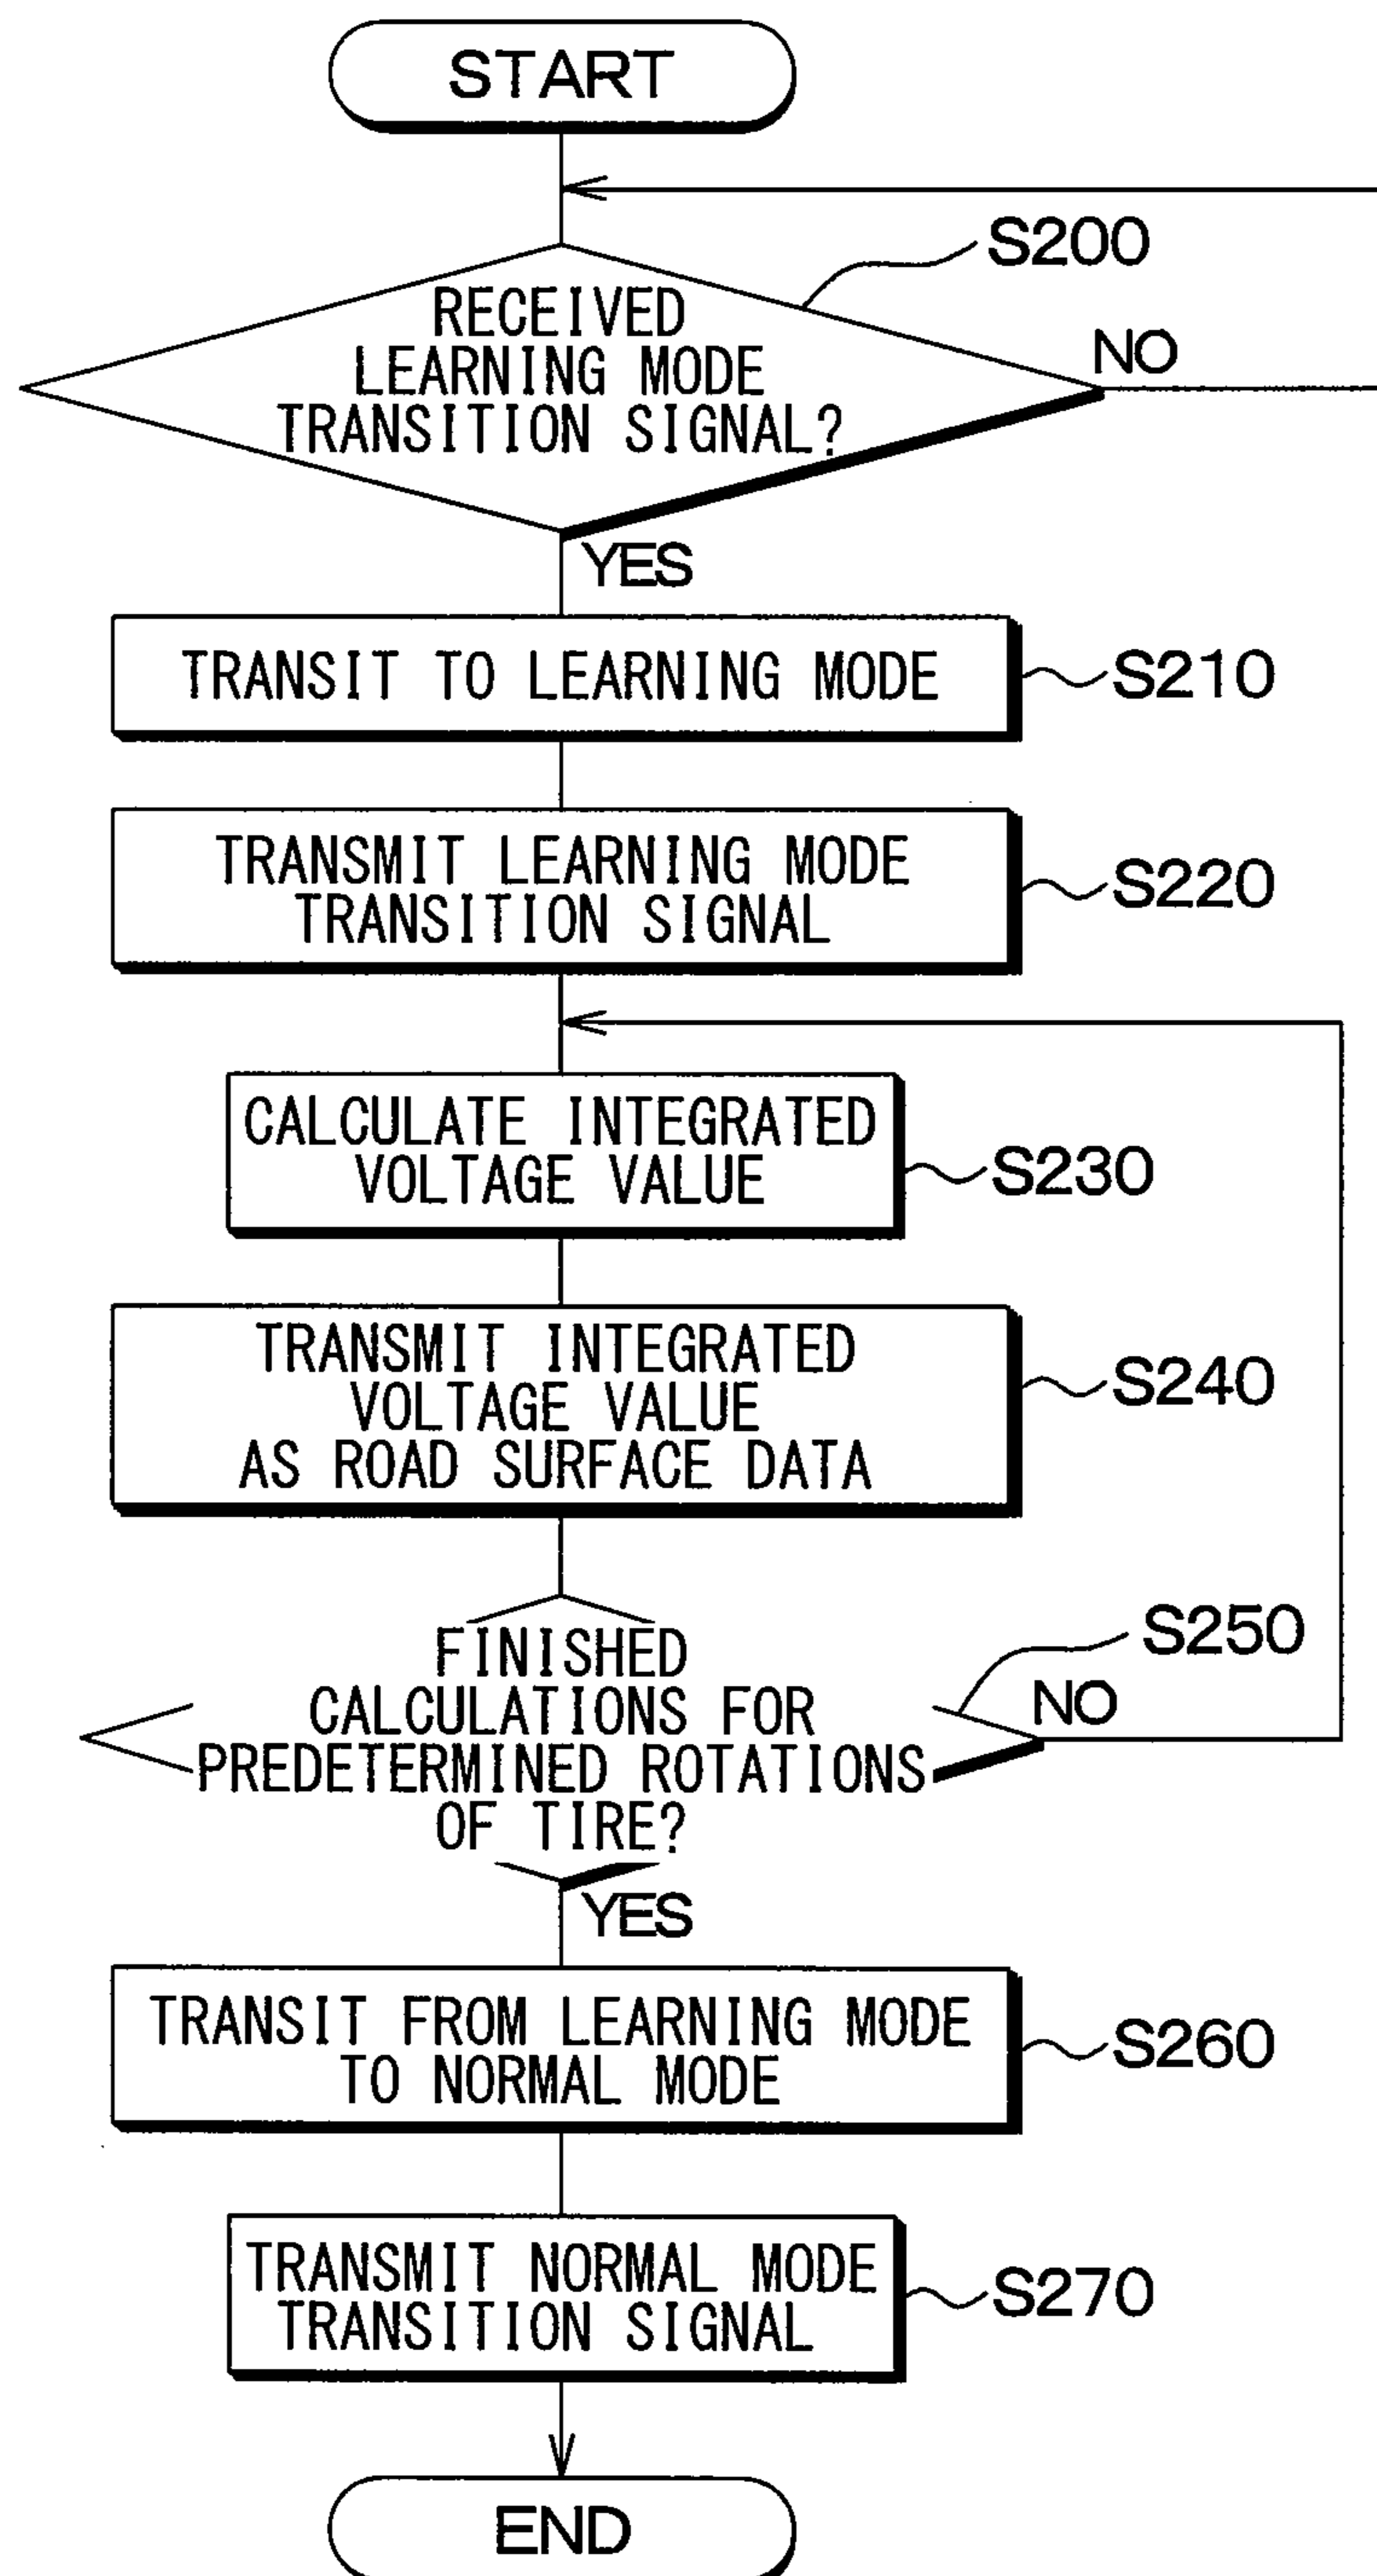 START
S200
RECEIVED
LEARNING MODE
TRANSITION SIGNAL?
NO
YES
TRANSIT TO LEARNING MODE
S210
TRANSMIT LEARNING MODE
TRANSITION SIGNAL
S220
CALCULATE INTEGRATED
VOLTAGE VALUE
S230
TRANSMIT INTEGRATED
VOLTAGE VALUE
AS ROAD SURFACE DATA
S240
S250
FINISHED
CALCULATIONS FOR
PREDETERMINED ROTATIONS
OF TIRE?
NO
YES
TRANSIT FROM LEARNING MODE
TO NORMAL MODE
S260
TRANSMIT NORMAL MODE
TRANSITION SIGNAL
S270
END